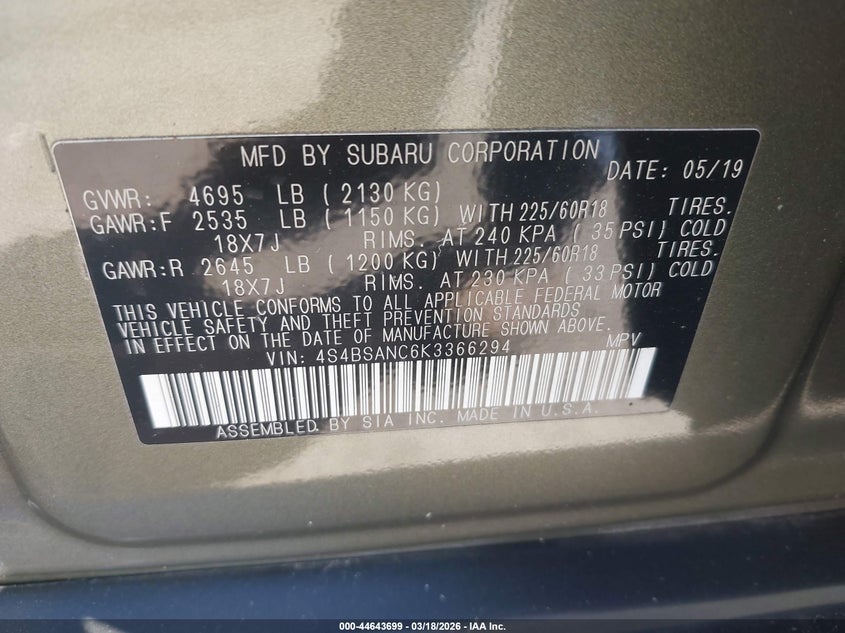 MFD BY SUBARU CORPORATION DATE: 05/19
GVWR: 4695 LB ( 2130 KG)
GAWR:F 2535 LB ( 1150 KG) WITH 225/60R18 TIRES.
18X7J RIMS. AT 240 KPA ( 35 PSI) COLD
GAWR:R 2645 LB ( 1200 KG) WITH 225/60R18 TIRES.
18X7J RIMS. AT 230 KPA ( 33 PSI) COLD
THIS VEHICLE CONFORMS TO ALL APPLICABLE FEDERAL MOTOR
VEHICLE SAFETY AND THEFT PREVENTION STANDARDS
IN EFFECT ON THE DATE OF MANUFACTURE SHOWN ABOVE.
VIN: 4S4BSANC6K3366294 MPV
ASSEMBLED BY SIA INC. MADE IN U.S.A.
000-44643699 | 03/18/2026 - IAA Inc.